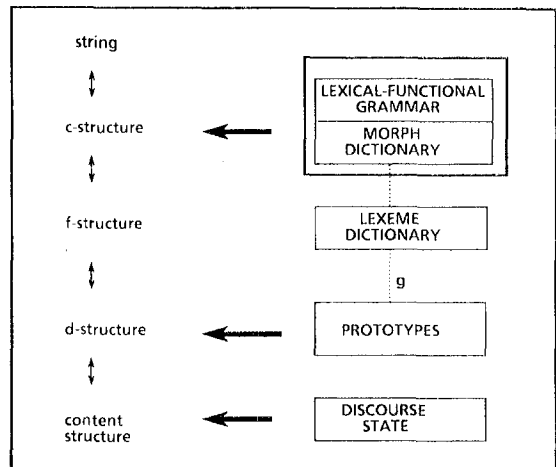 string
LEXICAL-FUNCTIONAL
GRAMMAR
c-structure
MORPH
DICTIONARY
f-structure
LEXEME
DICTIONARY
g
d-structure
PROTOTYPES
content
structure
DISCOURSE
STATE